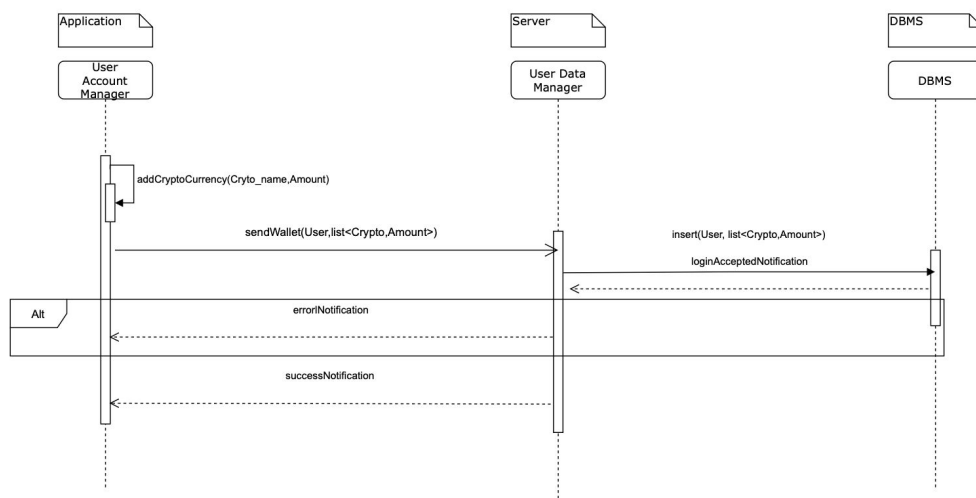 Application
Server
DBMS
User
Account
Manager
User Data
Manager
DBMS
addCryptoCurrency(Cryto_name,Amount)
sendWallet(User,list<Crypto,Amount>)
insert(User, list<Crypto,Amount>)
loginAcceptedNotification
Alt
errorlNotification
successNotification